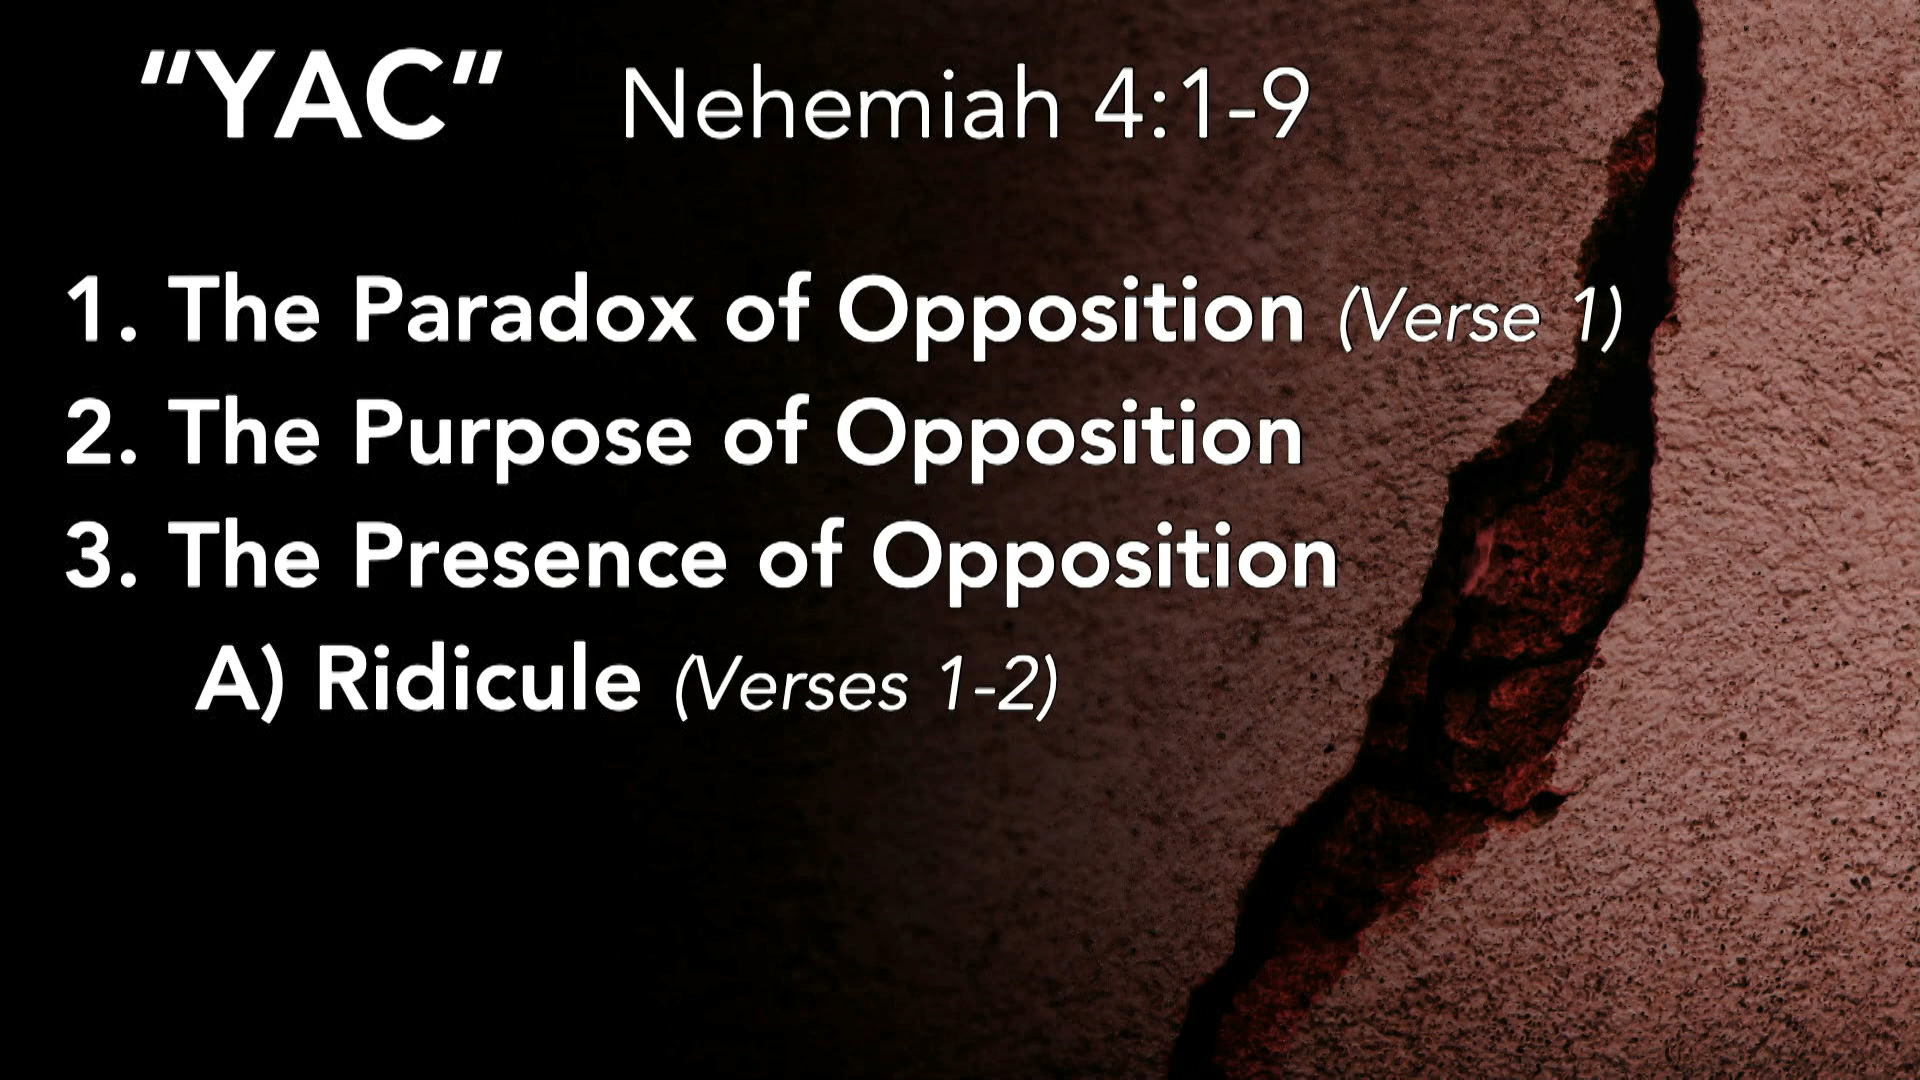 "YAC" Nehemiah 4:1-9
1. The Paradox of Opposition (Verse 1)
2. The Purpose of Opposition
3. The Presence of Opposition
A) Ridicule (Verses 1-2)